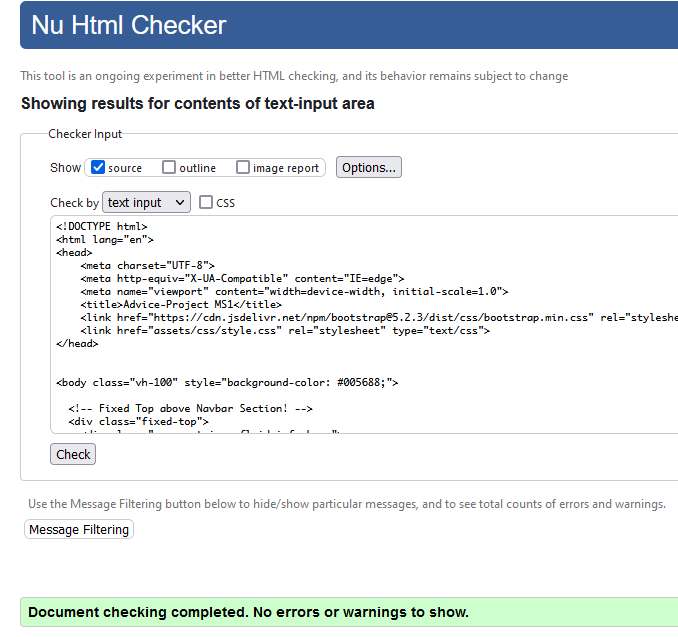 Nu Html Checker
This tool is an ongoing experiment in better HTML checking, and its behavior remains subject to change
Showing results for contents of text-input area
Checker Input
Show source outline image report Options...
Check by text input CSS
<!DOCTYPE html>
<html lang="en">
<head>
    <meta charset="UTF-8">
    <meta http-equiv="X-UA-Compatible" content="IE=edge">
    <meta name="viewport" content="width=device-width, initial-scale=1.0">
    <title>Advice-Project MS1</title>
    <link href="https://cdn.jsdelivr.net/npm/bootstrap@5.2.3/dist/css/bootstrap.min.css" rel="styleshe
    <link href="assets/css/style.css" rel="stylesheet" type="text/css">
</head>
<body class="vh-100" style="background-color: #005688;">
  <!-- Fixed Top above Navbar Section! -->
  <div class="fixed-top">
Check
Use the Message Filtering button below to hide/show particular messages, and to see total counts of errors and warnings.
Message Filtering
Document checking completed. No errors or warnings to show.